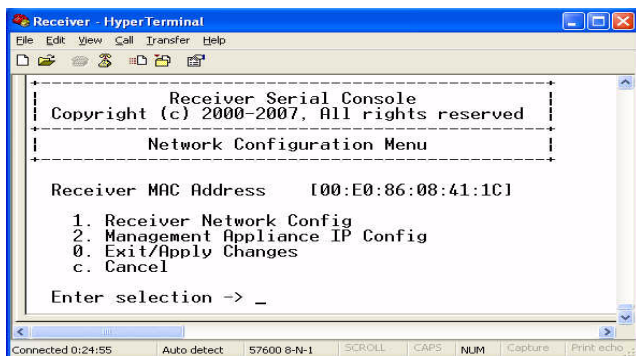 Receiver - HyperTerminal
File Edit View Call Transfer Help
Receiver Serial Console
Copyright (c) 2000-2007, All rights reserved
Network Configuration Menu
Receiver MAC Address [00:E0:86:08:41:1C]
1. Receiver Network Config
2. Management Appliance IP Config
0. Exit/Apply Changes
c. Cancel
Enter selection -> _
Connected 0:24:55 Auto detect 57600 8-N-1 SCROLL CAPS NUM Capture Print echo